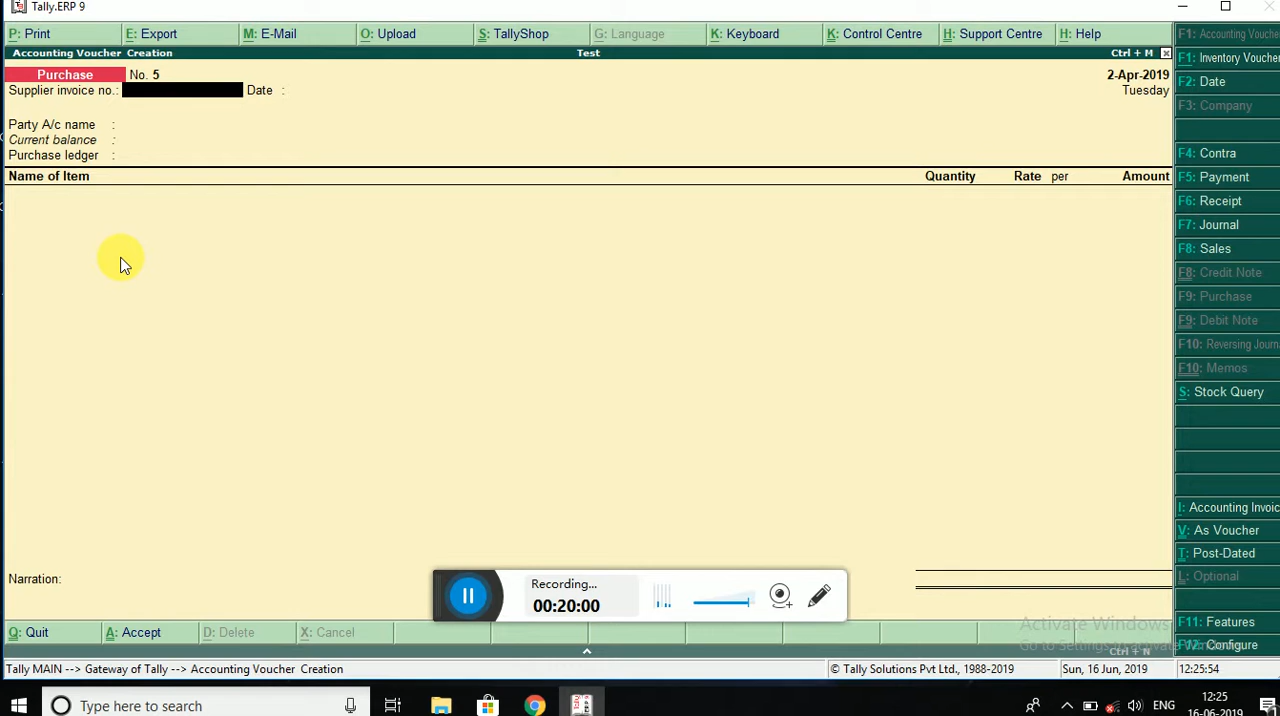 Tally.ERP 9
P: Print E: Export M: E-Mail O: Upload S: TallyShop G: Language K: Keyboard K: Control Centre H: Support Centre H: Help
Accounting Voucher Creation Test Ctrl + M
Purchase No. 5 2-Apr-2019
Supplier invoice no.: Date : Tuesday
Party A/c name :
Current balance :
Purchase ledger :
Name of Item Quantity Rate per Amount
Narration:
Recording...
00:20:00
F1: Accounting Vouche
F1: Inventory Vouche
F2: Date
F3: Company
F4: Contra
F5: Payment
F6: Receipt
F7: Journal
F8: Sales
F8: Credit Note
F9: Purchase
F9: Debit Note
F10: Reversing Journ
F10: Memos
S: Stock Query
I: Accounting Invoic
V: As Voucher
T: Post-Dated
L: Optional
F11: Features
F12: Configure
Activate Windows
Go to Settings to activate
Q: Quit A: Accept D: Delete X: Cancel
Ctrl + N
Tally MAIN --> Gateway of Tally --> Accounting Voucher Creation © Tally Solutions Pvt Ltd., 1988-2019 Sun, 16 Jun, 2019 12:25:54
Type here to search ENG 12:25
16-06-2019